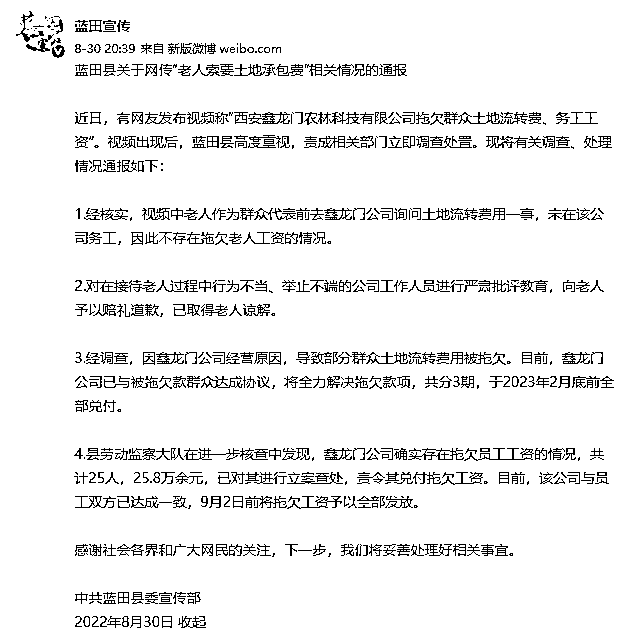 蓝田宣传
8-30 20:39 来自 新版微博 weibo.com
蓝田县关于网传“老人索要土地承包费”相关情况的通报
近日，有网友发布视频称“西安鑫龙门农林科技有限公司拖欠群众土地流转费、务工工
资”。视频出现后，蓝田县高度重视，责成相关部门立即调查处置。现将有关调查、处理
情况通报如下：
1.经核实，视频中老人作为群众代表前去鑫龙门公司询问土地流转费用一事，未在该公
司务工，因此不存在拖欠老人工资的情况。
2.对在接待老人过程中行为不当、举止不端的公司工作人员进行严肃批评教育，向老人
予以赔礼道歉，已取得老人谅解。
3.经调查，因鑫龙门公司经营原因，导致部分群众土地流转费用被拖欠。目前，鑫龙门
公司已与被拖欠款群众达成协议，将全力解决拖欠款项，共分3期，于2023年2月底前全
部兑付。
4.县劳动监察大队在进一步核查中发现，鑫龙门公司确实存在拖欠员工工资的情况，共
计25人，25.8万余元，已对其进行立案查处，责令其兑付拖欠工资。目前，该公司与员
工双方已达成一致，9月2日前将拖欠工资予以全部发放。
感谢社会各界和广大网民的关注，下一步，我们将妥善处理好相关事宜。
中共蓝田县委宣传部
2022年8月30日 收起